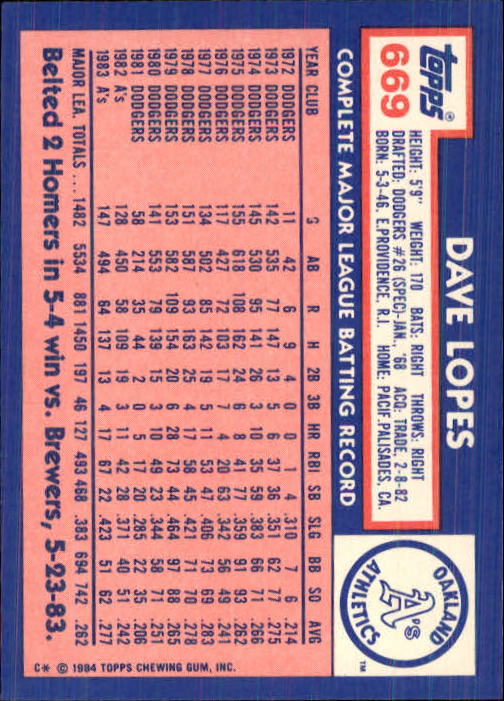 topps®
669
DAVE LOPES
HEIGHT: 5'9" WEIGHT: 170 BATS: RIGHT THROWS: RIGHT
DRAFTED: DODGERS #26 (SPEC)-JAN., '68 ACQ: TRADE, 2-8-82
BORN: 5-3-46, E.PROVIDENCE, R.I. HOME: PACIF.PALISADES, CA.
OAKLAND
A's
ATHLETICS
TM
COMPLETE MAJOR LEAGUE BATTING RECORD
YEAR CLUB G AB R H 2B 3B HR RBI SB SLG BB SO AVG
1972 DODGERS 11 42 6 9 4 0 0 1 4 .310 7 6 .214
1973 DODGERS 142 535 77 147 13 5 6 37 36 .351 62 77 .275
1974 DODGERS 145 530 95 141 26 3 10 35 59 .383 66 71 .266
1975 DODGERS 155 618 108 162 24 6 8 41 77 .359 91 93 .262
1976 DODGERS 117 427 72 103 17 7 4 20 63 .342 56 49 .241
1977 DODGERS 134 502 85 142 19 5 11 53 47 .406 73 69 .283
1978 DODGERS 151 587 93 163 25 4 17 58 45 .421 71 70 .278
1979 DODGERS 153 582 109 154 20 6 28 73 44 .464 97 88 .265
1980 DODGERS 141 553 79 139 15 3 10 49 23 .344 58 71 .251
1981 DODGERS 58 214 35 44 2 0 5 17 20 .285 22 35 .206
1982 A's 128 450 58 109 19 3 11 42 28 .371 40 51 .242
1983 A's 147 494 64 137 13 4 17 67 22 .423 51 62 .277
MAJOR LEA. TOTALS ... 1482 5534 881 1450 197 46 127 493 468 .383 694 742 .262
Belted 2 Homers in 5-4 win vs. Brewers, 5-23-83.
C* © 1984 TOPPS CHEWING GUM, INC.